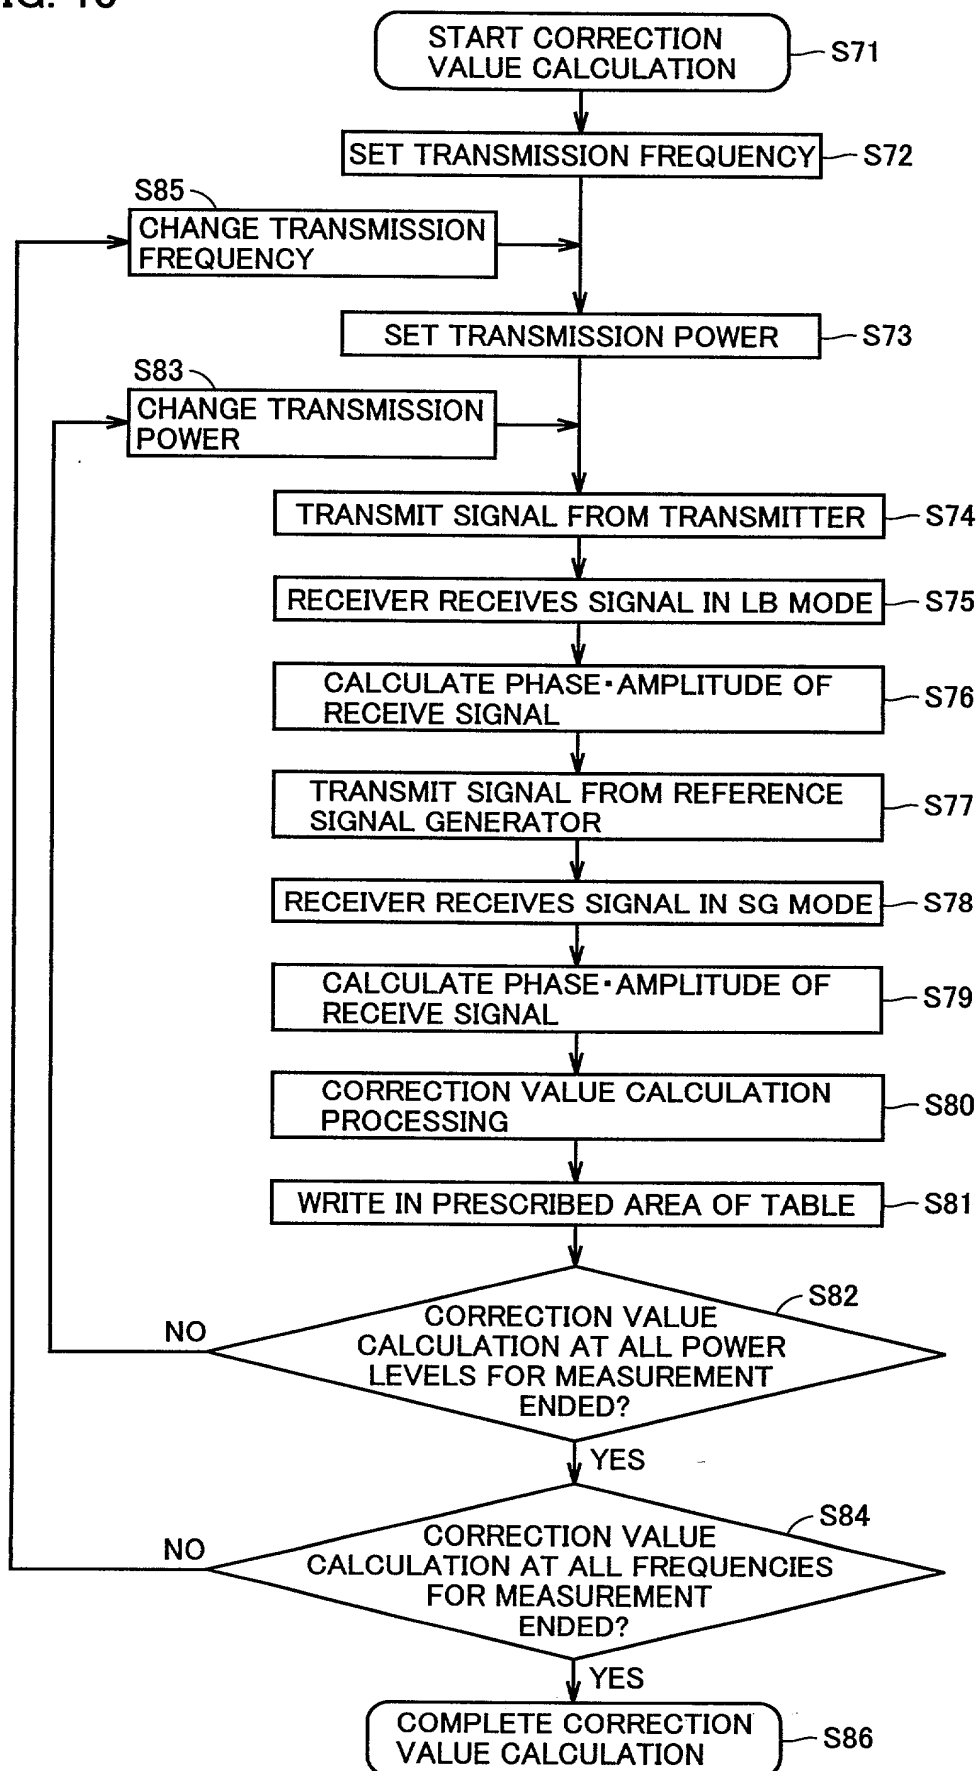 START CORRECTION
VALUE CALCULATION
S71
SET TRANSMISSION FREQUENCY
S72
S85
CHANGE TRANSMISSION
FREQUENCY
SET TRANSMISSION POWER
S73
S83
CHANGE TRANSMISSION
POWER
TRANSMIT SIGNAL FROM TRANSMITTER
S74
RECEIVER RECEIVES SIGNAL IN LB MODE
S75
CALCULATE PHASE・AMPLITUDE OF
RECEIVE SIGNAL
S76
TRANSMIT SIGNAL FROM REFERENCE
SIGNAL GENERATOR
S77
RECEIVER RECEIVES SIGNAL IN SG MODE
S78
CALCULATE PHASE・AMPLITUDE OF
RECEIVE SIGNAL
S79
CORRECTION VALUE CALCULATION
PROCESSING
S80
WRITE IN PRESCRIBED AREA OF TABLE
S81
S82
CORRECTION VALUE
CALCULATION AT ALL POWER
LEVELS FOR MEASUREMENT
ENDED?
NO
YES
S84
CORRECTION VALUE
CALCULATION AT ALL FREQUENCIES
FOR MEASUREMENT
ENDED?
NO
YES
COMPLETE CORRECTION
VALUE CALCULATION
S86